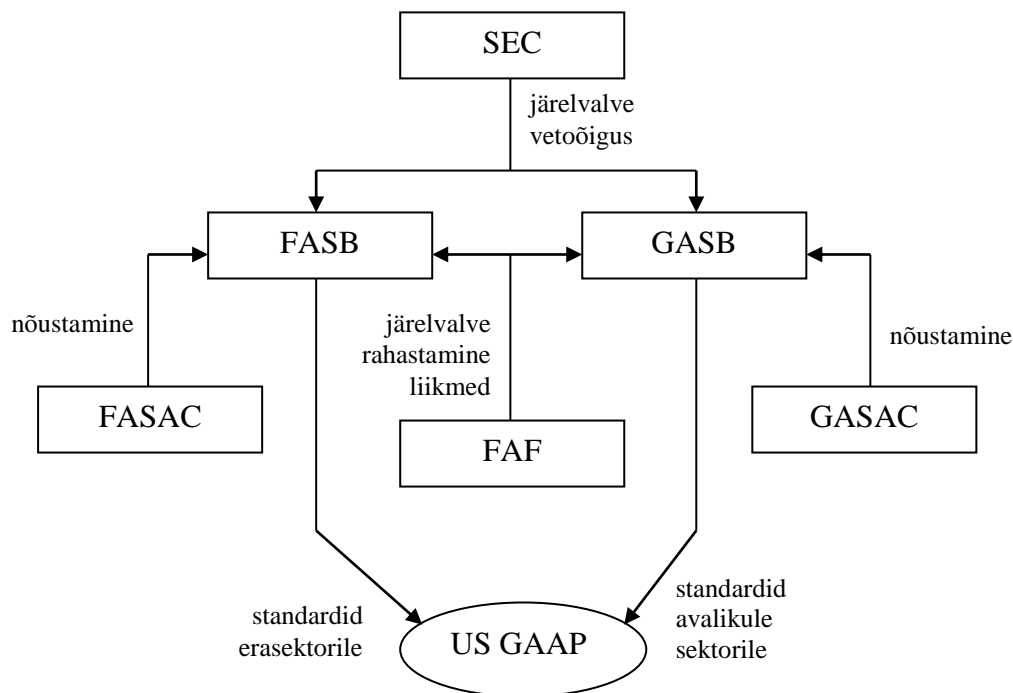 SEC
järelvalve
vetoõigus
FASB
GASB
nõustamine
järelvalve
rahastamine
liikmed
nõustamine
FASAC
FAF
GASAC
standardid
erasektorile
US GAAP
standardid
avalikule
sektorile